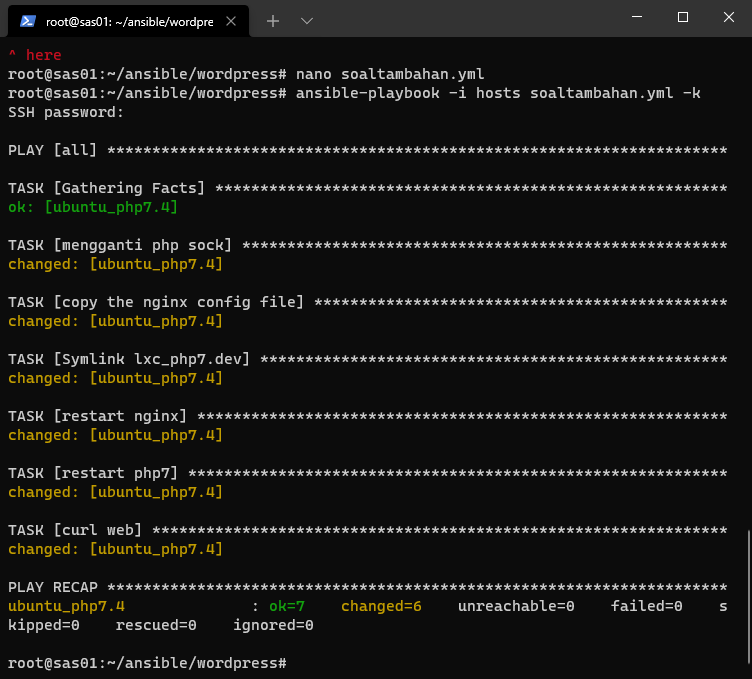 root@sas01: ~/ansible/wordpre
^ here
root@sas01:~/ansible/wordpress# nano soaltambahan.yml
root@sas01:~/ansible/wordpress# ansible-playbook -i hosts soaltambahan.yml -k
SSH password:
PLAY [all] *********************************************************************
TASK [Gathering Facts] *********************************************************
ok: [ubuntu_php7.4]
TASK [mengganti php sock] ******************************************************
changed: [ubuntu_php7.4]
TASK [copy the nginx config file] **********************************************
changed: [ubuntu_php7.4]
TASK [Symlink lxc_php7.dev] ****************************************************
changed: [ubuntu_php7.4]
TASK [restart nginx] ***********************************************************
changed: [ubuntu_php7.4]
TASK [restart php7] ************************************************************
changed: [ubuntu_php7.4]
TASK [curl web] ****************************************************************
changed: [ubuntu_php7.4]
PLAY RECAP *********************************************************************
ubuntu_php7.4              : ok=7    changed=6    unreachable=0    failed=0    s
kipped=0    rescued=0    ignored=0
root@sas01:~/ansible/wordpress#